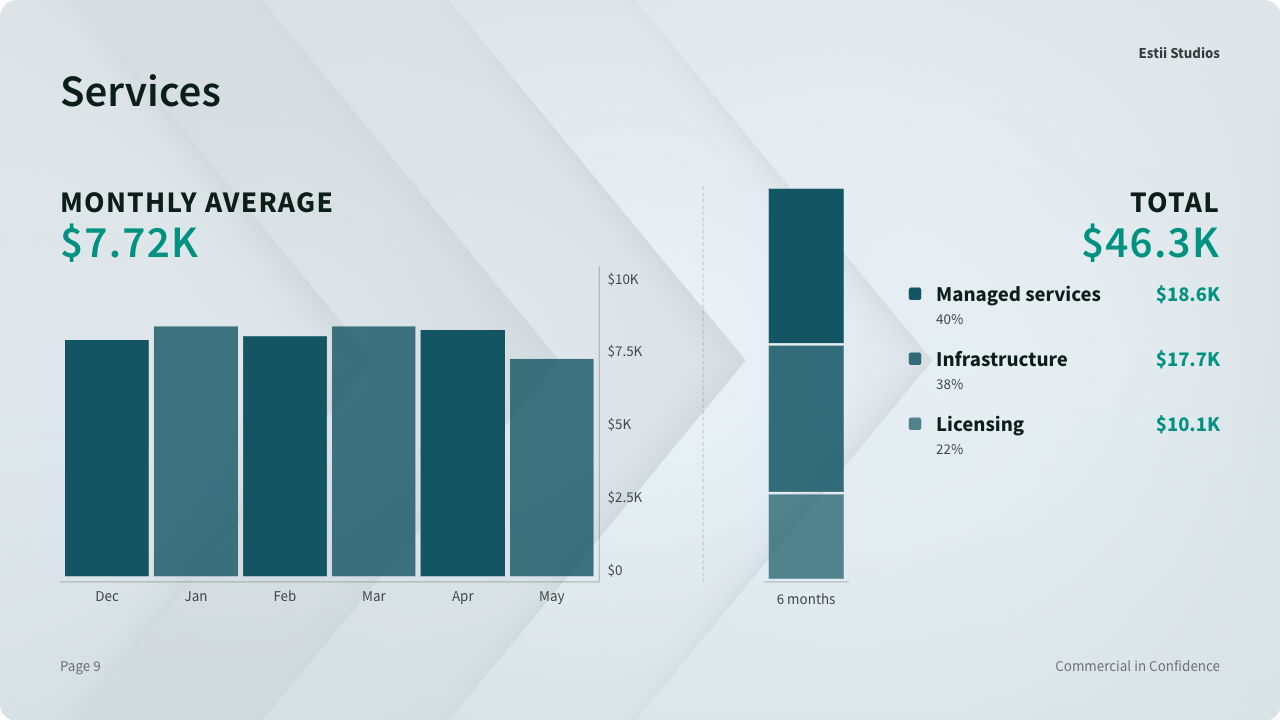 Estii Studios
Services
MONTHLY AVERAGE
$7.72K
$10K
$7.5K
$5K
$2.5K
$0
Dec Jan Feb Mar Apr May
6 months
TOTAL
$46.3K
Managed services $18.6K
40%
Infrastructure $17.7K
38%
Licensing $10.1K
22%
Page 9
Commercial in Confidence